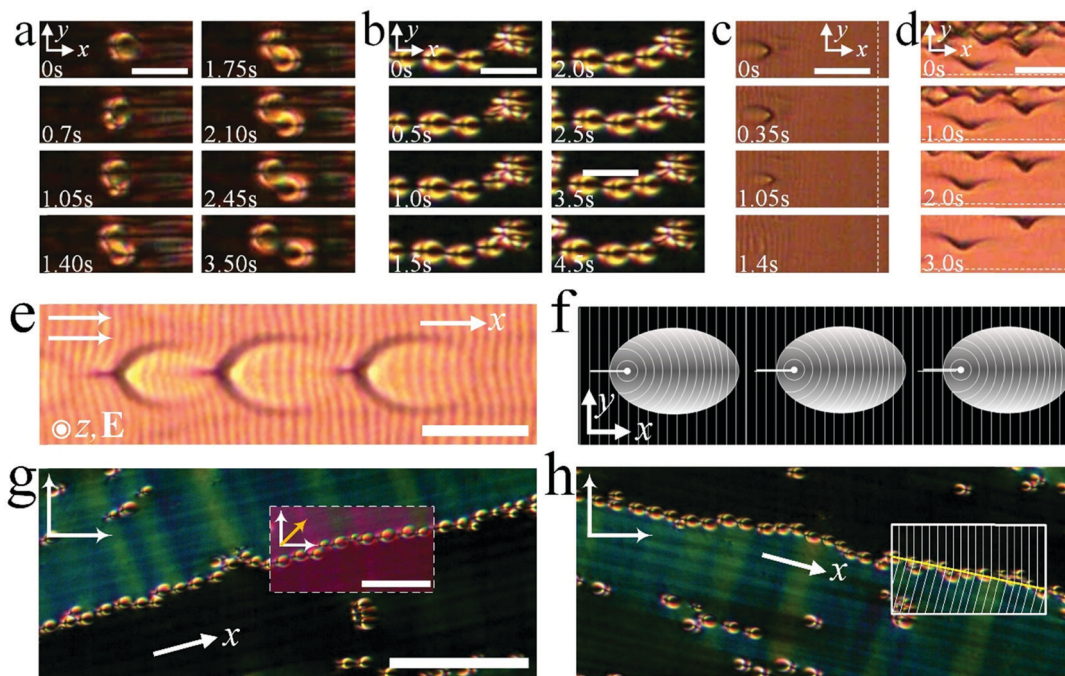 a
y
x
0s
0.7s
1.05s
1.40s
1.75s
2.10s
2.45s
3.50s
b
y
x
0s
0.5s
1.0s
1.5s
2.0s
2.5s
3.5s
4.5s
c
y
x
0s
0.35s
1.05s
1.4s
d
y
x
0s
1.0s
2.0s
3.0s
e
x
z, E
f
y
x
g
x
h
x